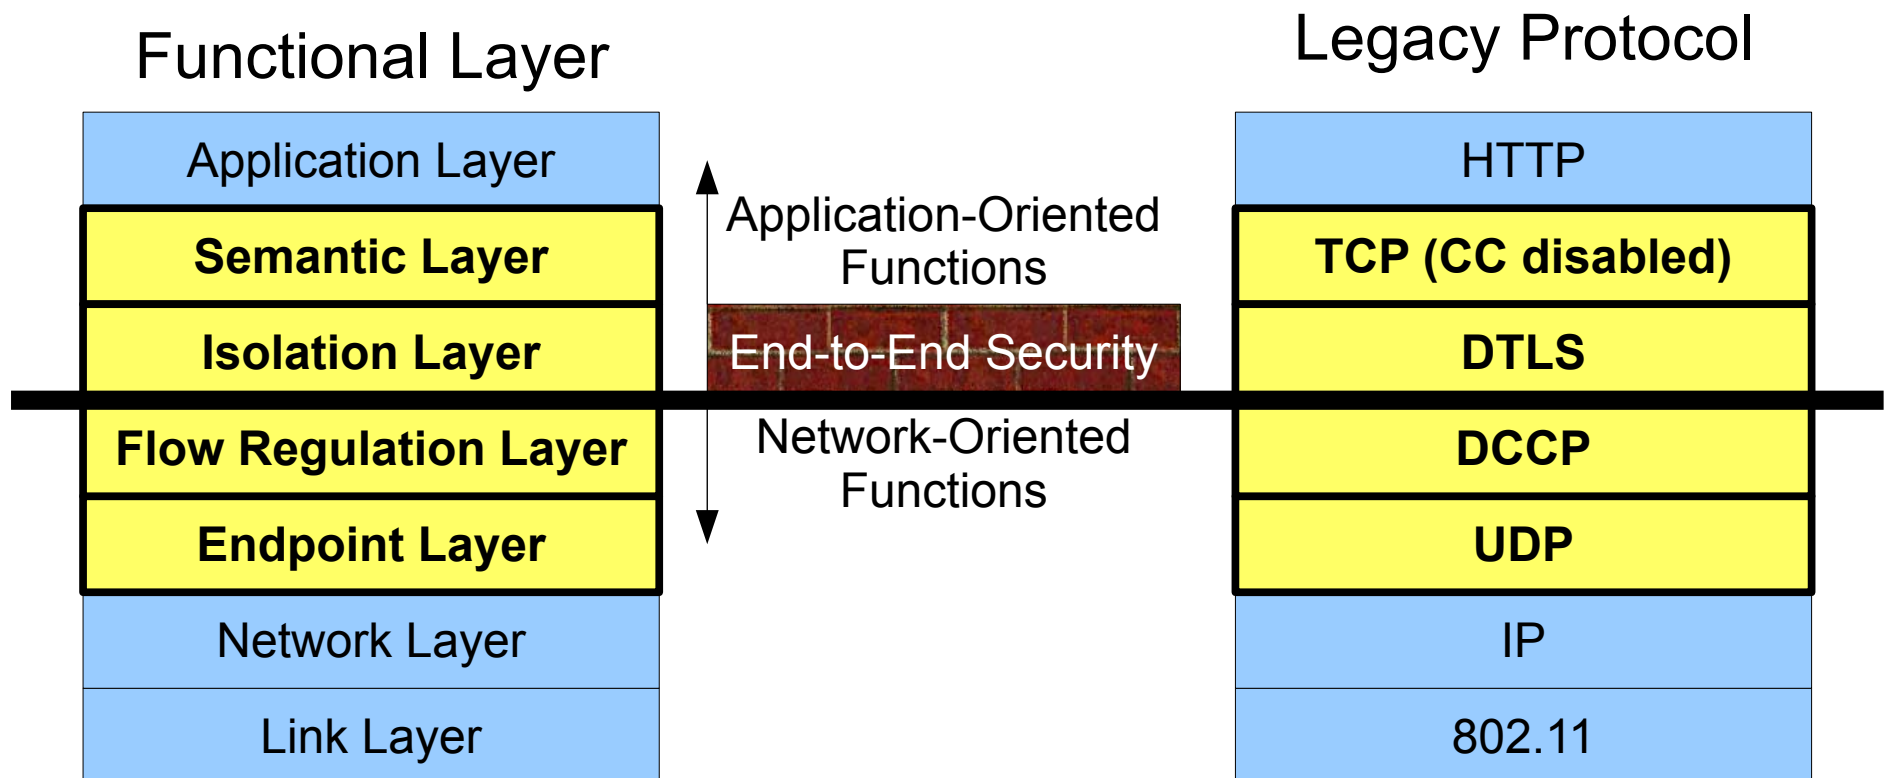 Functional Layer
Legacy Protocol
Application Layer
Semantic Layer
Isolation Layer
Flow Regulation Layer
Endpoint Layer
Network Layer
Link Layer
Application-Oriented
Functions
End-to-End Security
Network-Oriented
Functions
HTTP
TCP (CC disabled)
DTLS
DCCP
UDP
IP
802.11